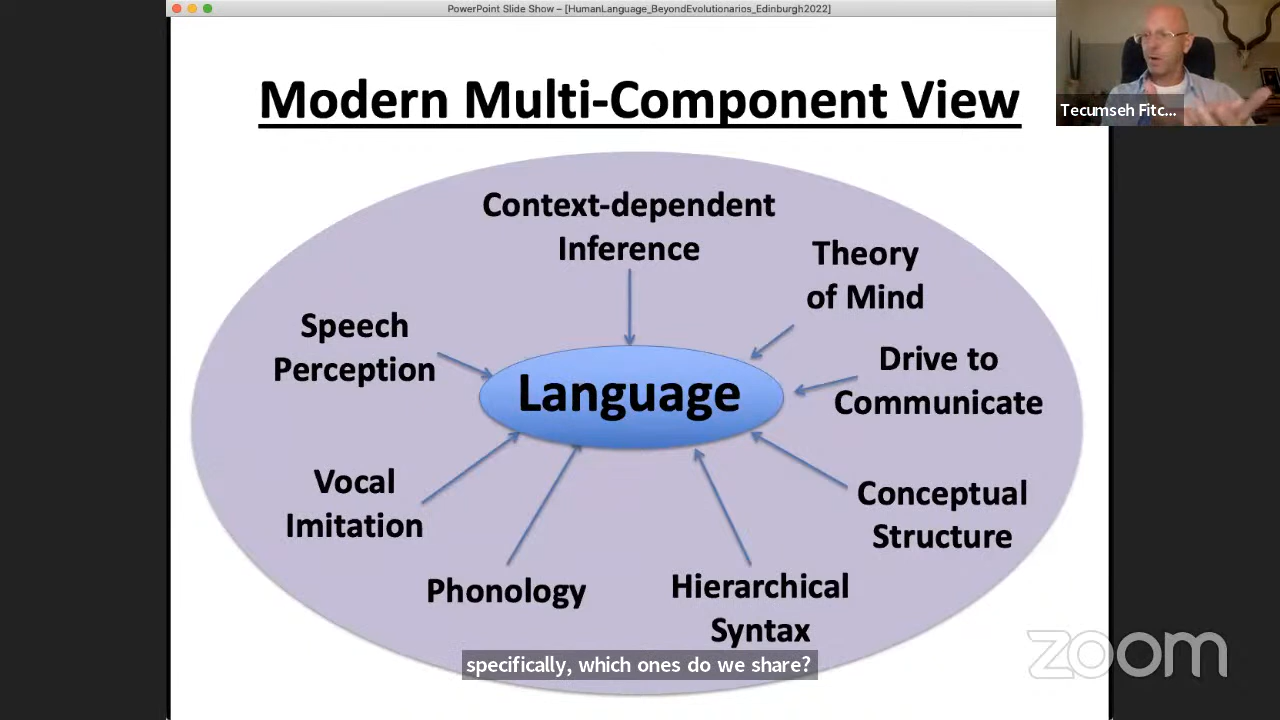 PowerPoint Slide Show – [HumanLanguage_BeyondEvolutionarios_Edinburgh2022]
Modern Multi-Component View
Tecumseh Fitc...
Context-dependent
Inference
Theory
of Mind
Speech
Perception
Drive to
Communicate
Language
Vocal
Imitation
Conceptual
Structure
Phonology
Hierarchical
Syntax
specifically, which ones do we share?
zoom